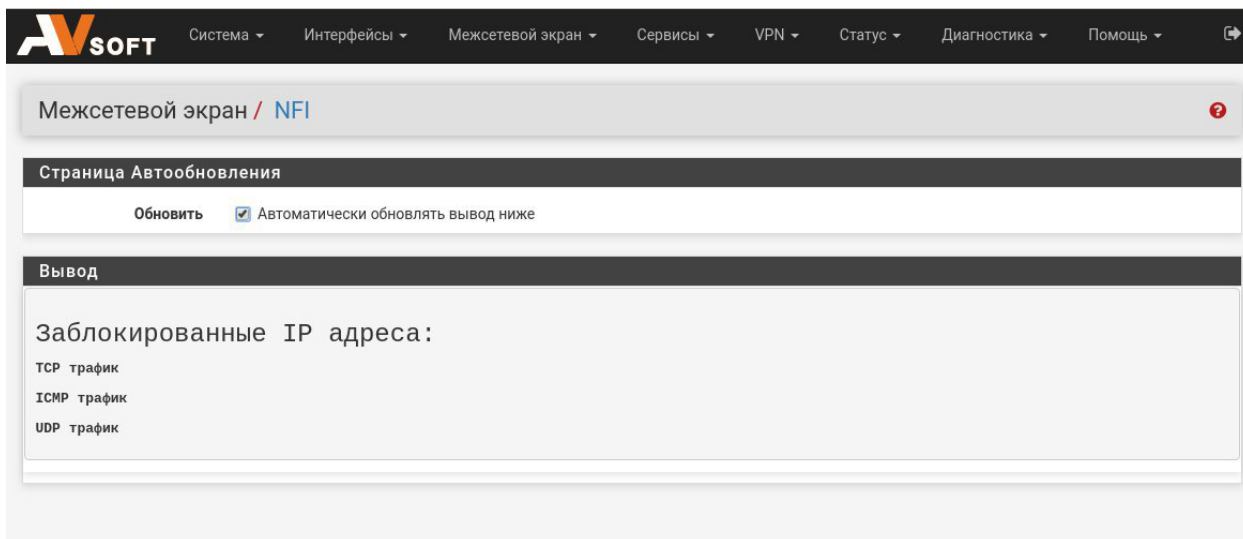 AVSOFT Система Интерфейсы Межсетевой экран Сервисы VPN Статус Диагностика Помощь
Межсетевой экран / NFI
Страница Автообновления
Обновить Автоматически обновлять вывод ниже
Вывод
Заблокированные IP адреса:
TCP трафик
ICMP трафик
UDP трафик